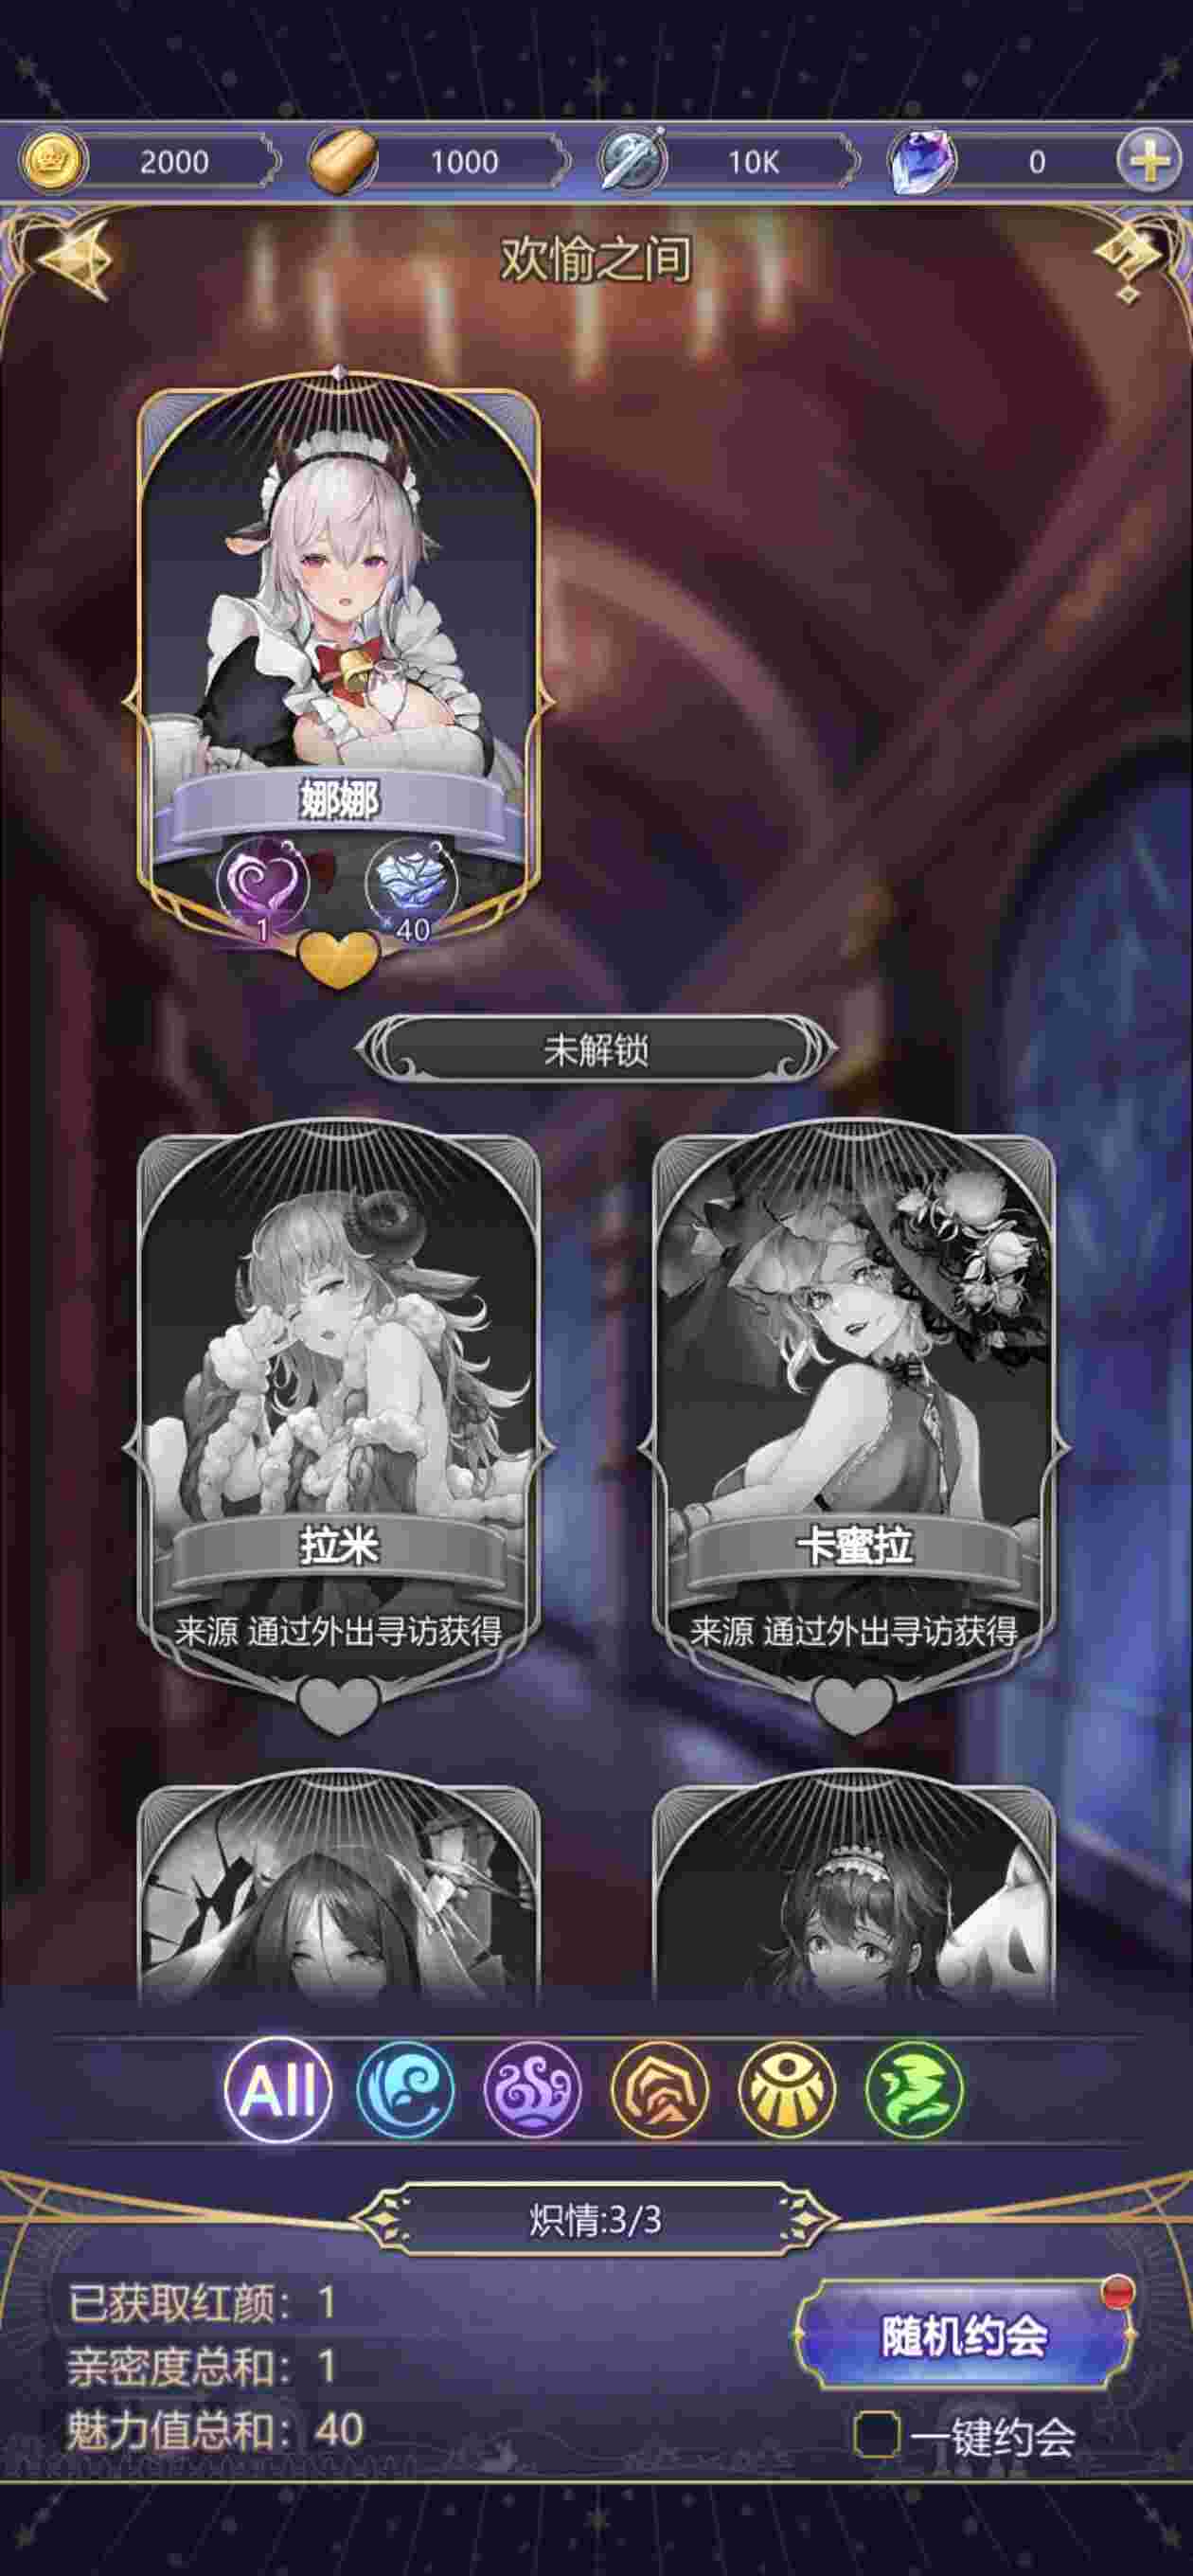 2000
1000
10K
0
欢愉之间
娜娜
1
40
未解锁
拉米
卡蜜拉
来源 通过外出寻访获得
来源 通过外出寻访获得
All
炽情:3/3
已获取红颜：1
亲密度总和：1
魅力值总和：40
随机约会
一键约会